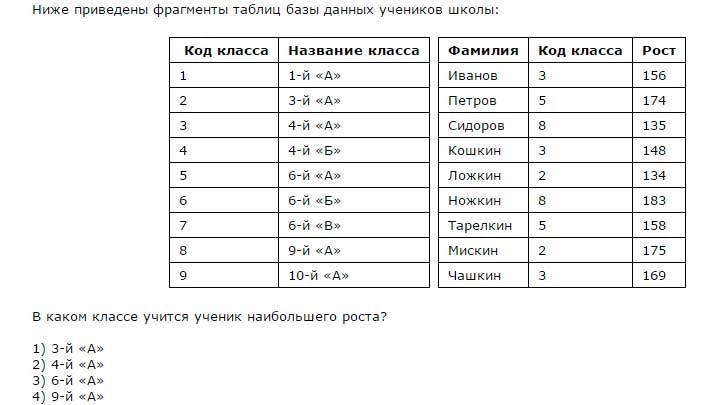 Ниже приведены фрагменты таблиц базы данных учеников школы:
Код класса Название класса Фамилия Код класса Рост
1 1-й «А» Иванов 3 156
2 3-й «А» Петров 5 174
3 4-й «А» Сидоров 8 135
4 4-й «Б» Кошкин 3 148
5 6-й «А» Ложкин 2 134
6 6-й «Б» Ножкин 8 183
7 6-й «В» Тарелкин 5 158
8 9-й «А» Мискин 2 175
9 10-й «А» Чашкин 3 169
В каком классе учится ученик наибольшего роста?
1) 3-й «А»
2) 4-й «А»
3) 6-й «А»
4) 9-й «А»